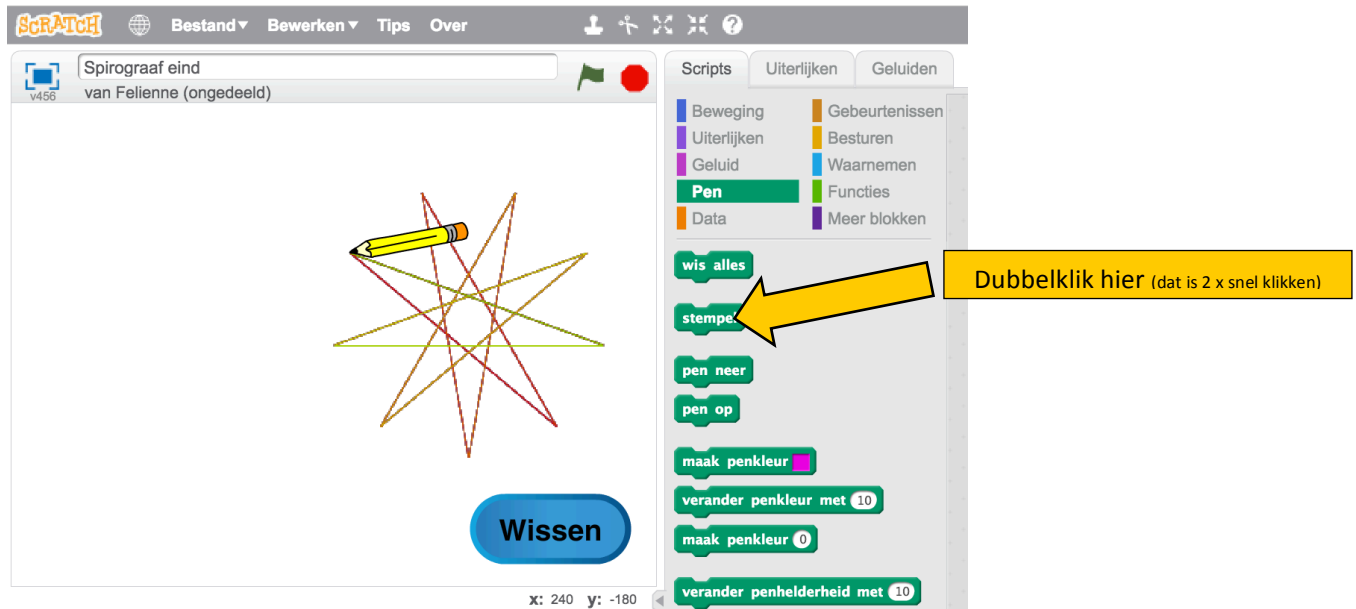 SCRATCH Bestand Bewerken Tips Over
v456
Spirograaf eind
van Felienne (ongedeeld)
Wissen
x: 240 y: -180
Scripts Uiterlijken Geluiden
Beweging Gebeurtenissen
Uiterlijken Besturen
Geluid Waarnemen
Pen Functies
Data Meer blokken
wis alles
stempel
pen neer
pen op
maak penkleur
verander penkleur met 10
maak penkleur 0
verander penhelderheid met 10
Dubbelklik hier (dat is 2 x snel klikken)